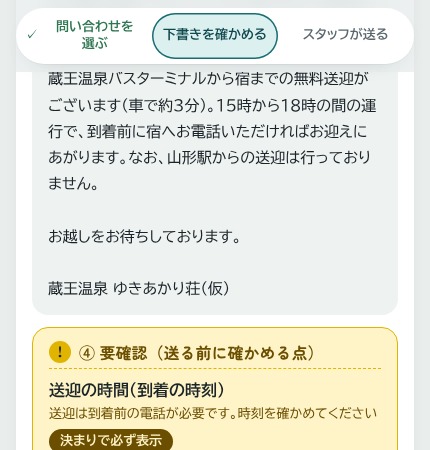 ✓ 問い合わせを
選ぶ
下書きを確かめる
スタッフが送る
蔵王温泉バスターミナルから宿までの無料送迎が
ございます（車で約3分）。15時から18時の間の運
行で、到着前に宿へお電話いただければお迎えに
あがります。なお、山形駅からの送迎は行っており
ません。
お越しをお待ちしております。
蔵王温泉 ゆきあかり荘（仮）
! ④ 要確認（送る前に確かめる点）
送迎の時間（到着の時刻）
送迎は到着前の電話が必要です。時刻を確かめてください
決まりで必ず表示